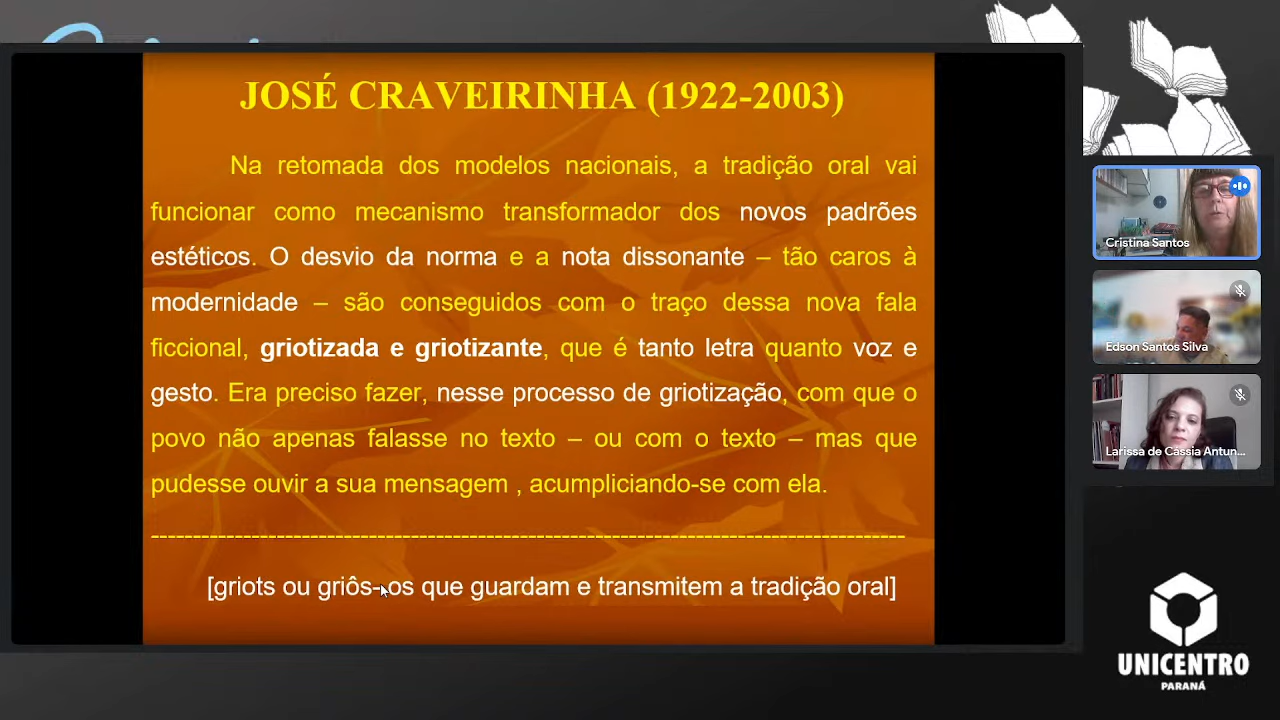 JOSÉ CRAVEIRINHA (1922-2003)
Na retomada dos modelos nacionais, a tradição oral vai
funcionar como mecanismo transformador dos novos padrões
estéticos. O desvio da norma e a nota dissonante – tão caros à
modernidade – são conseguidos com o traço dessa nova fala
ficcional, griotizada e griotizante, que é tanto letra quanto voz e
gesto. Era preciso fazer, nesse processo de griotização, com que o
povo não apenas falasse no texto – ou com o texto – mas que
pudesse ouvir a sua mensagem , acumpliciando-se com ela.
[griots ou griôs- os que guardam e transmitem a tradição oral]
Cristina Santos
Edson Santos Silva
Larissa de Cassia Antun...
UNICENTRO
PARANÁ